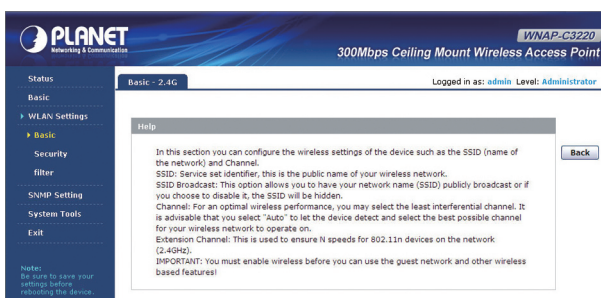 PLANET
Networking & Communication
WNAP-C3220
300Mbps Ceiling Mount Wireless Access Point
Status
Basic
WLAN Settings
Basic
Security
filter
SNMP Setting
System Tools
Exit
Note:
Be sure to save your
settings before
rebooting the device.
Basic - 2.4G
Logged in as: admin Level: Administrator
Help
In this section you can configure the wireless settings of the device such as the SSID (name of
the network) and Channel.
SSID: Service set identifier, this is the public name of your wireless network.
SSID Broadcast: This option allows you to have your network name (SSID) publicly broadcast or if
you choose to disable it, the SSID will be hidden.
Channel: For an optimal wireless performance, you may select the least interferential channel. It
is advisable that you select "Auto" to let the device detect and select the best possible channel
for your wireless network to operate on.
Extension Channel: This is used to ensure N speeds for 802.11n devices on the network
(2.4GHz).
IMPORTANT: You must enable wireless before you can use the guest network and other wireless
based features!
Back